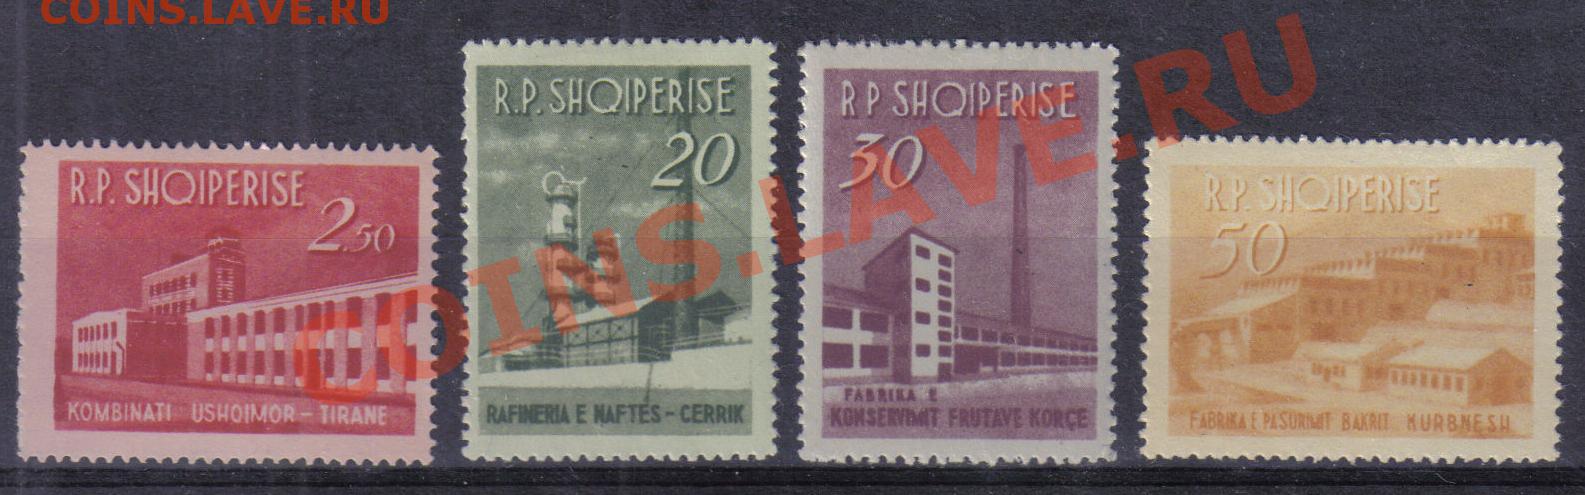 COINS.LAVE.RU
R.P. SHQIPERISE
2.50
KOMBINATI USHQIMOR - TIRANE
R.P. SHQIPERISE
20
RAFINERIA E NAFTES - CERRIK
R P SHQIPERISE
30
FABRIKA E
KONSERVIMIT FRUTAVE KORÇE
R.P. SHQIPERISE
50
FABRIKA E PASURIMIT BAKRIT KURBNESH
COINS.LAVE.RU